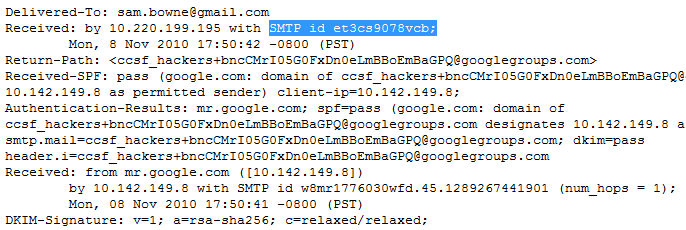 Delivered-To: sam.bowne@gmail.com
Received: by 10.220.199.195 with SMTP id et3cs9078vcb;
Mon, 8 Nov 2010 17:50:42 -0800 (PST)
Return-Path: <ccsf_hackers+bncCMrI05G0FxDn0eLmBBoEmBaGPQ@googlegroups.com>
Received-SPF: pass (google.com: domain of ccsf_hackers+bncCMrI05G0FxDn0eLmBBoEmBaGPQ@
10.142.149.8 as permitted sender) client-ip=10.142.149.8;
Authentication-Results: mr.google.com; spf=pass (google.com: domain of
ccsf_hackers+bncCMrI05G0FxDn0eLmBBoEmBaGPQ@googlegroups.com designates 10.142.149.8 a
smtp.mail=ccsf_hackers+bncCMrI05G0FxDn0eLmBBoEmBaGPQ@googlegroups.com; dkim=pass
header.i=ccsf_hackers+bncCMrI05G0FxDn0eLmBBoEmBaGPQ@googlegroups.com
Received: from mr.google.com ([10.142.149.8])
by 10.142.149.8 with SMTP id w8mr1776030wfd.45.1289267441901 (num_hops = 1);
Mon, 08 Nov 2010 17:50:41 -0800 (PST)
DKIM-Signature: v=1; a=rsa-sha256; c=relaxed/relaxed;